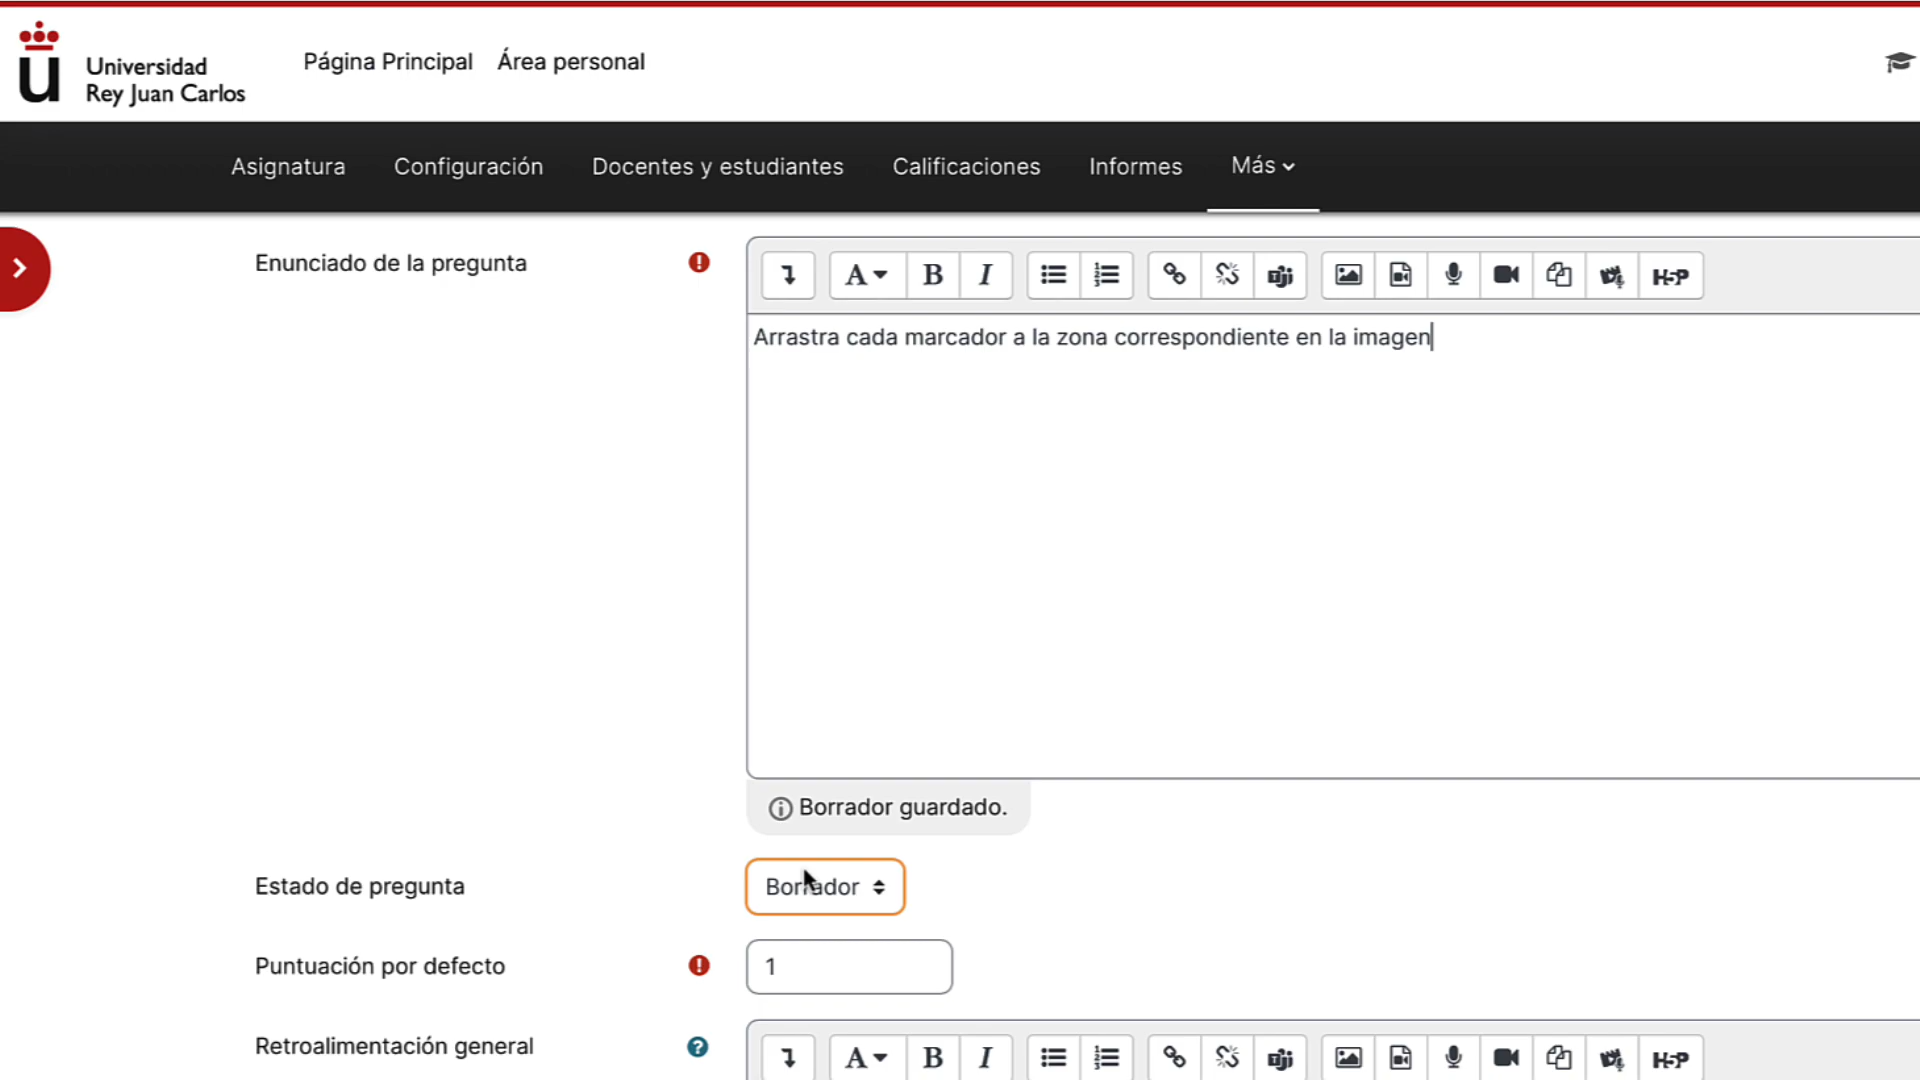 Universidad
Rey Juan Carlos
Página Principal Área personal
Asignatura Configuración Docentes y estudiantes Calificaciones Informes Más
Enunciado de la pregunta
A B I H5P
Arrastra cada marcador a la zona correspondiente en la imagen
Borrador guardado.
Estado de pregunta Borrador
Puntuación por defecto 1
Retroalimentación general
A B I H5P